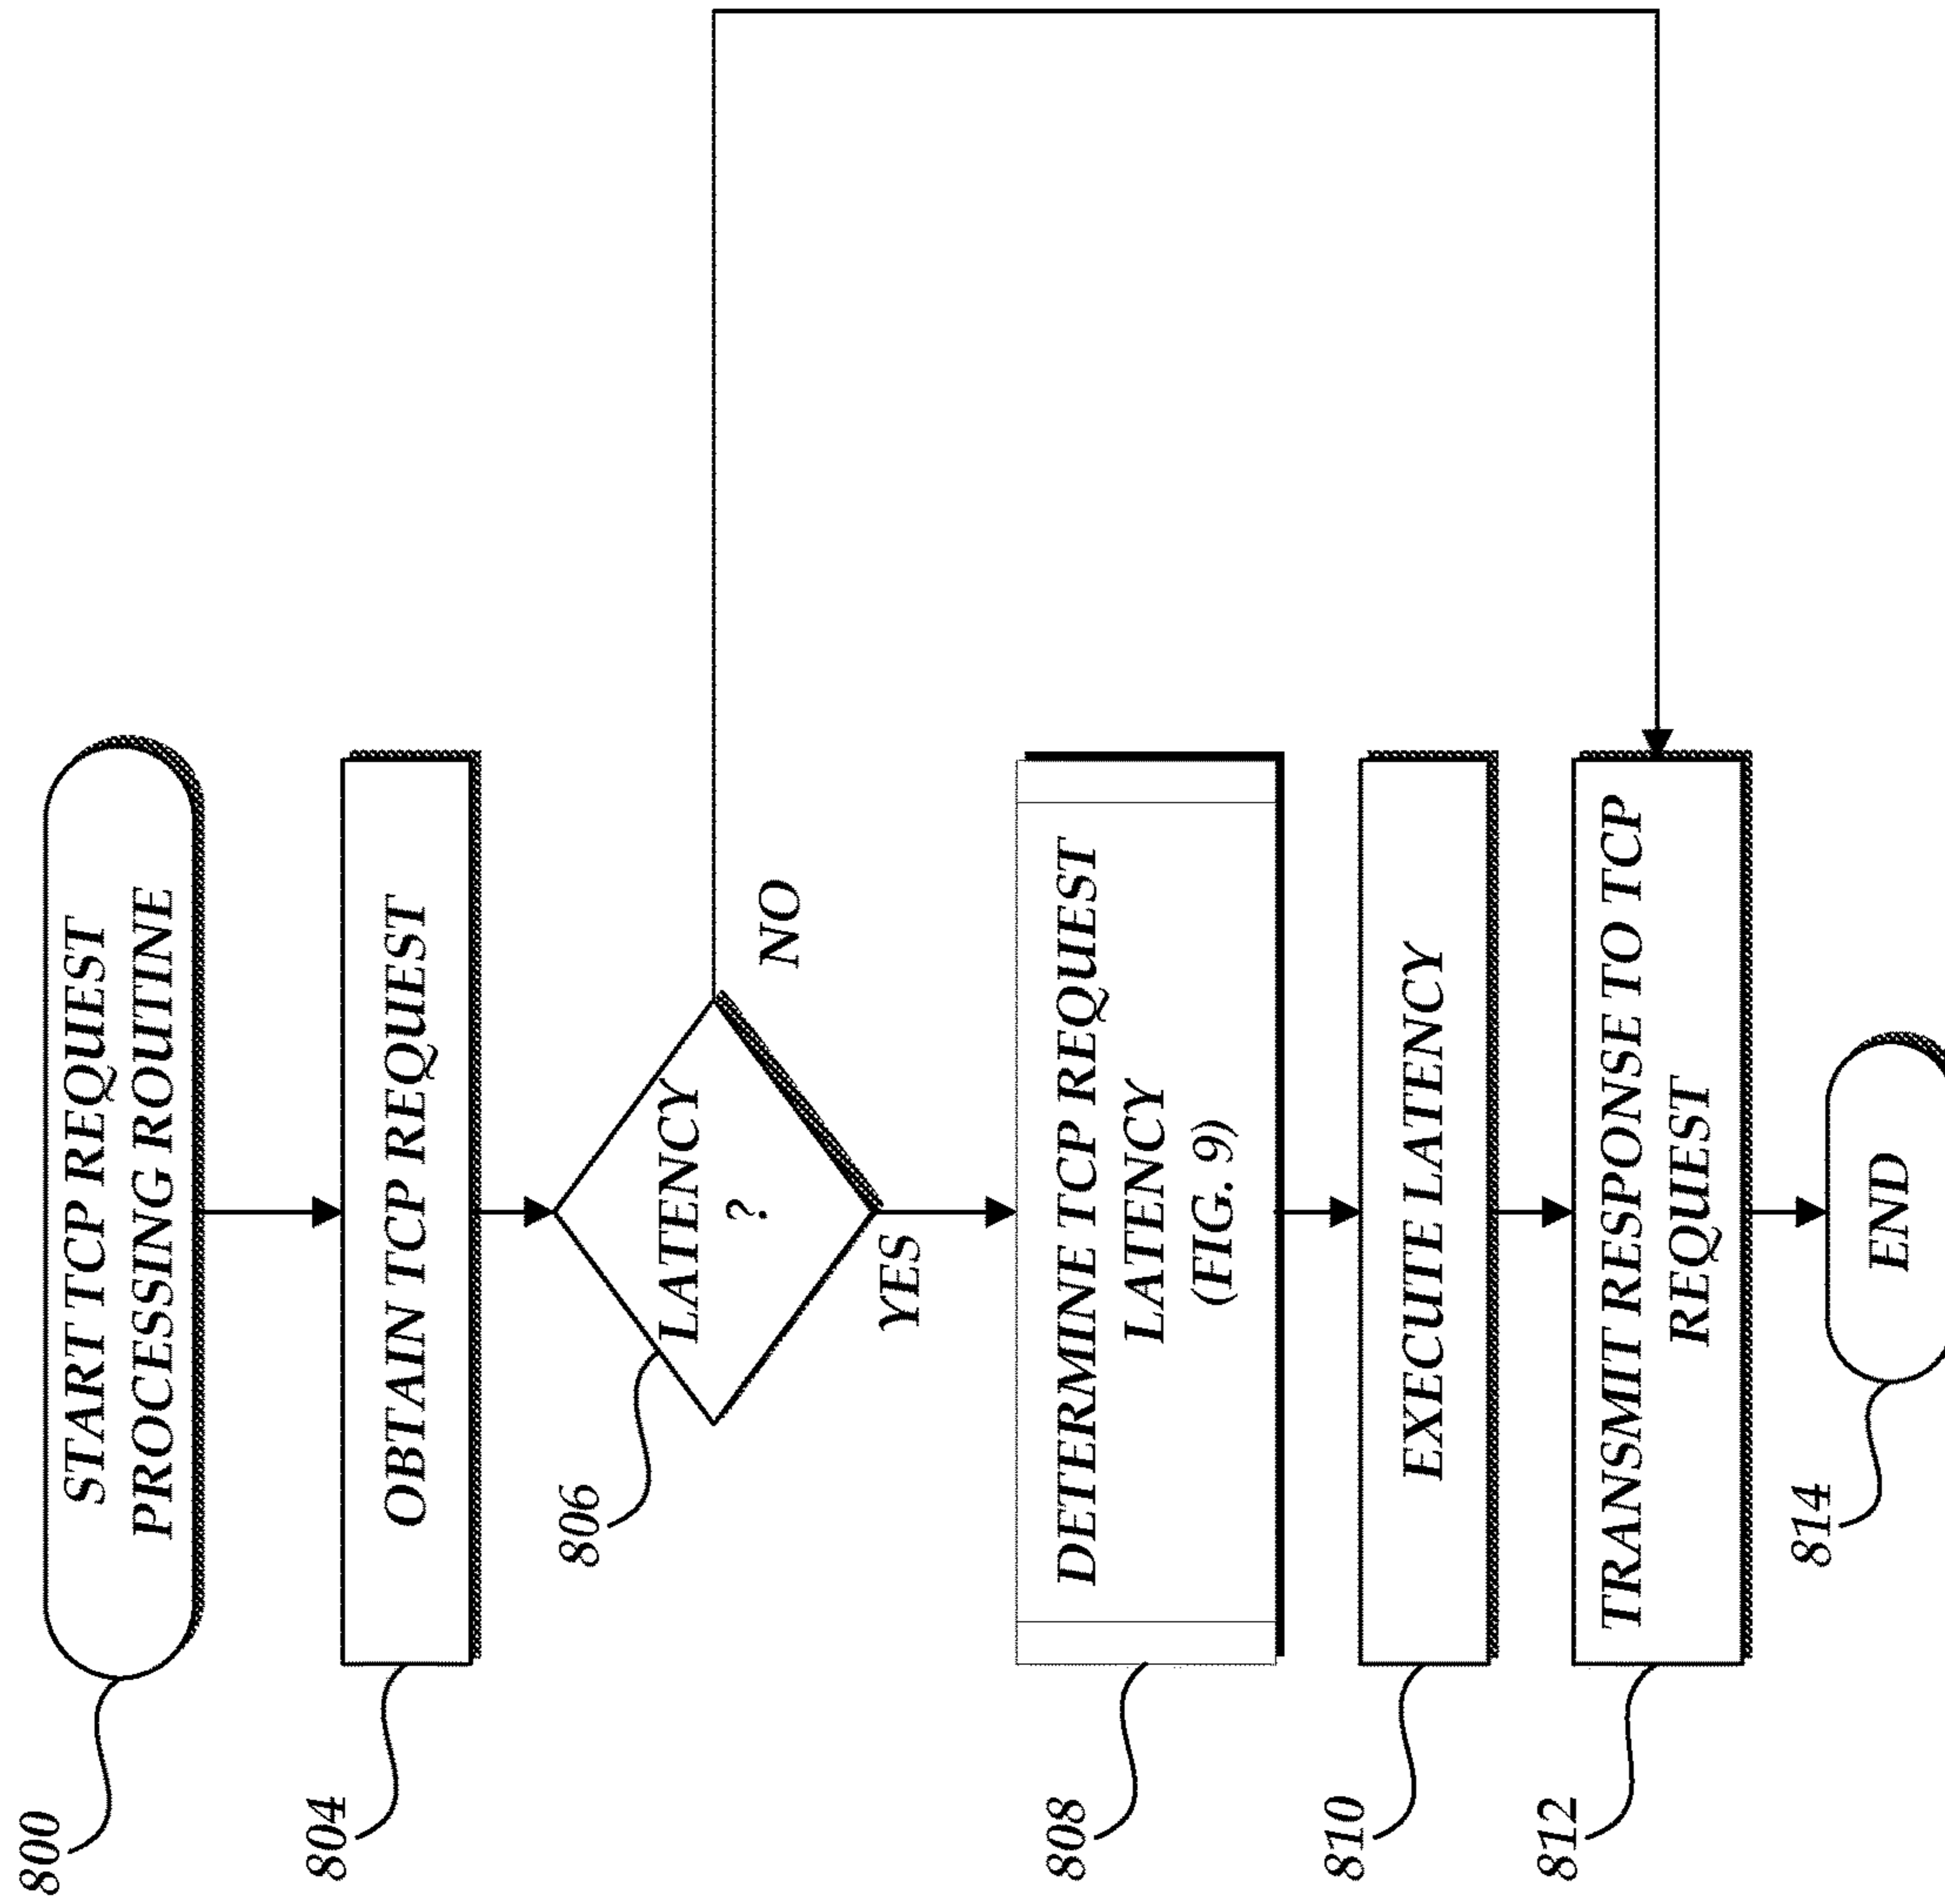 800
START TCP REQUEST
PROCESSING ROUTINE
804
OBTAIN TCP REQUEST
806
LATENCY
?
NO
YES
808
DETERMINE TCP REQUEST
LATENCY
(FIG. 9)
810
EXECUTE LATENCY
812
TRANSMIT RESPONSE TO TCP
REQUEST
814
END